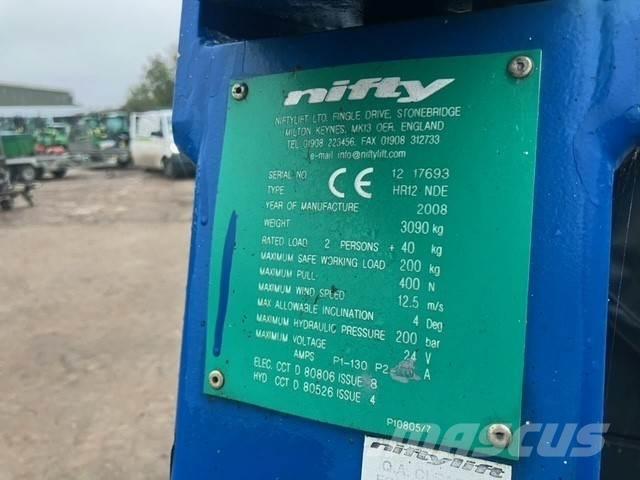 nifty
NIFTYLIFT LTD, FINGLE DRIVE, STONEBRIDGE
MILTON KEYNES, MK13 OER, ENGLAND
TEL 01908 223456, FAX 01908 312733
e-mail info@niftylift.com
SERIAL NO 12 17693
TYPE CE HR12 NDE
YEAR OF MANUFACTURE 2008
WEIGHT 3090 kg
RATED LOAD 2 PERSONS + 40 kg
MAXIMUM SAFE WORKING LOAD 200 kg
MAXIMUM PULL 400 N
MAXIMUM WIND SPEED 12.5 m/s
MAX ALLOWABLE INCLINATION 4 Deg
MAXIMUM HYDRAULIC PRESSURE 200 bar
MAXIMUM VOLTAGE 24 V
AMPS P1-130 P2 A
ELEC. CCT D 80806 ISSUE 8
HYD CCT D 80526 ISSUE 4
P10805/7
niftylift
MASCUS